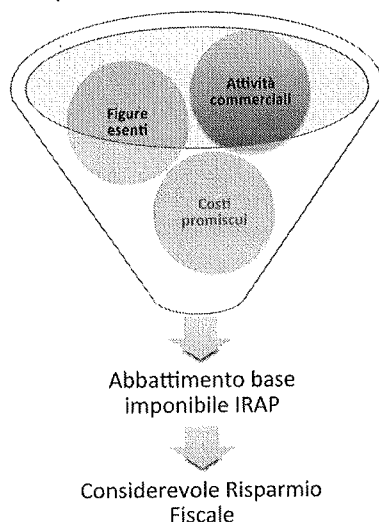 Figure
esenti
Attività
commerciali
Costi
promiscui
Abbattimento base
imponibile IRAP
Considerevole Risparmio
Fiscale